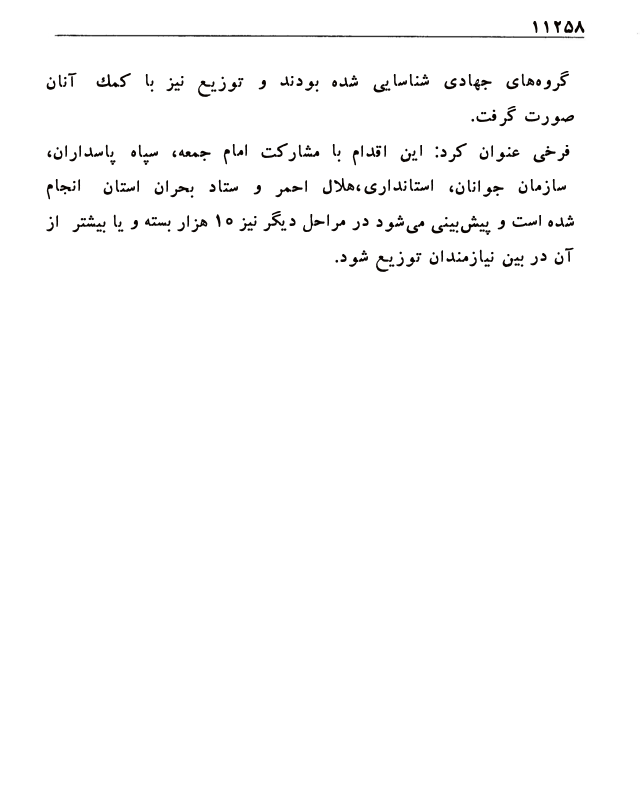 ۱۱۲۵۸
گروه‌های جهادی شناسایی شده بودند و توزیع نیز با کمك آنان
صورت گرفت.
فرخی عنوان کرد: این اقدام با مشارکت امام جمعه، سپاه پاسداران،
سازمان جوانان، استانداری،هلال احمر و ستاد بحران استان انجام
شده است و پیش‌بینی می‌شود در مراحل دیگر نیز ۱۵ هزار بسته و یا بیشتر از
آن در بین نیازمندان توزیع شود.